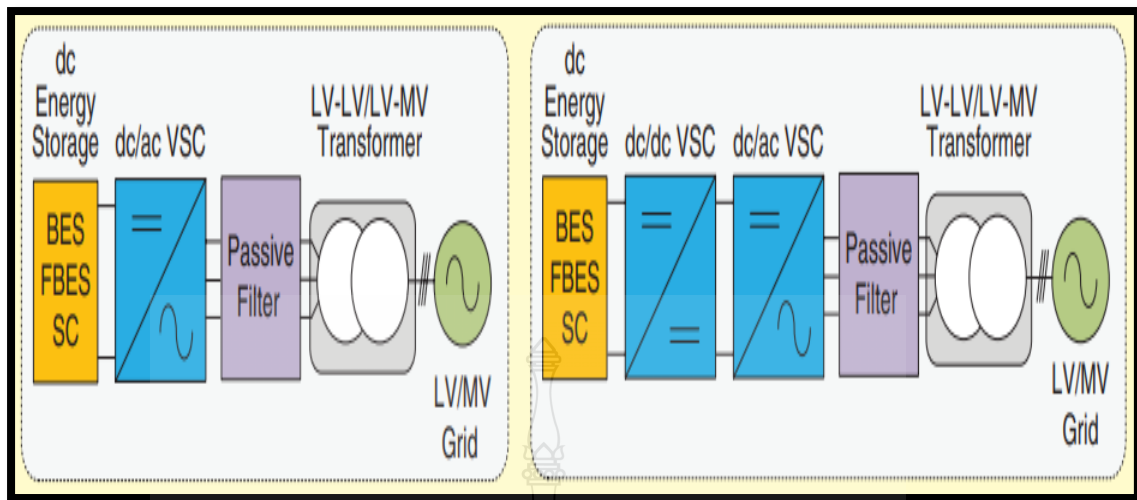 dc
Energy
Storage
dc/ac VSC
LV-LV/LV-MV
Transformer
BES
FBES
SC
Passive
Filter
LV/MV
Grid
dc
Energy
Storage
dc/dc VSC
dc/ac VSC
LV-LV/LV-MV
Transformer
BES
FBES
SC
Passive
Filter
LV/MV
Grid